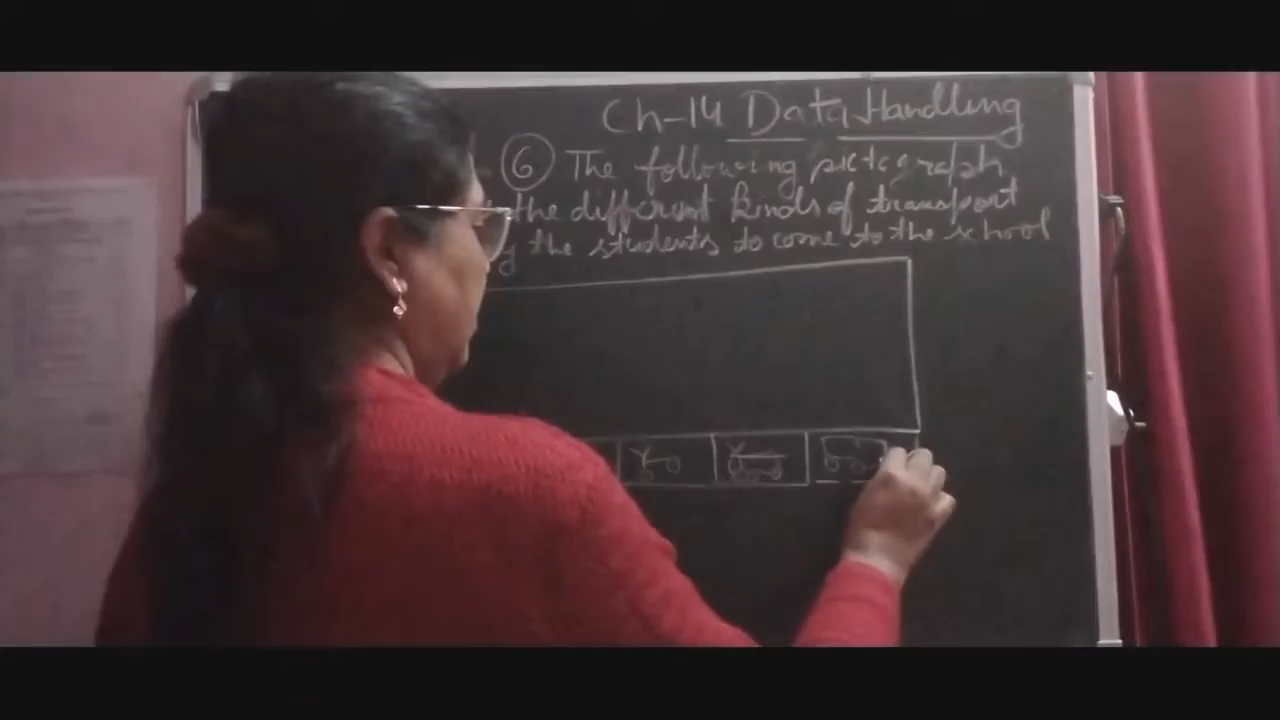 Ch-14 Data Handling
6 The following pictograph
the different kinds of transport
the students to come to the school